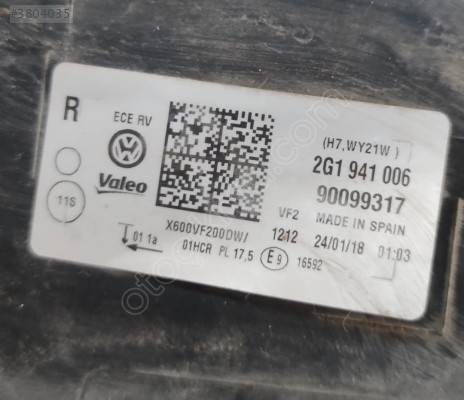 #3804035
R
ECE RV
Valeo
11S
(H7,WY21W )
2G1 941 006
90099317
VF2 MADE IN SPAIN
X600VF200DW/ 1212 24/01/18 01:03
01 1a 01HCR PL 17,5 E9 16592